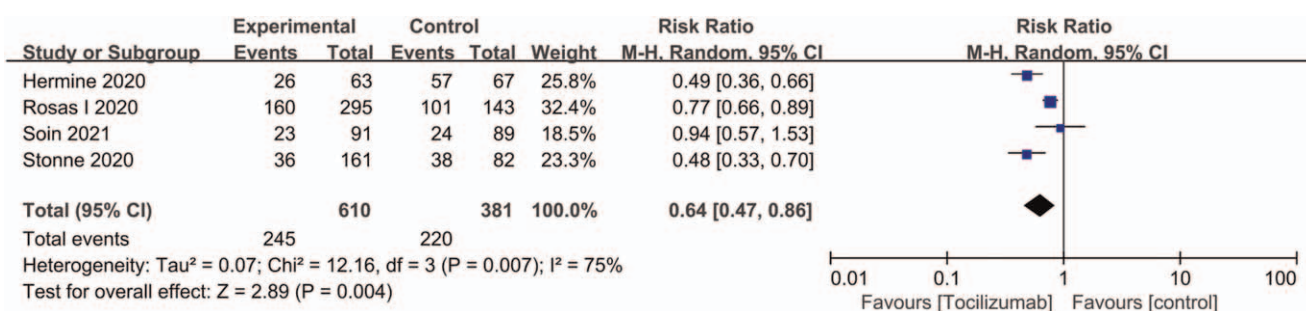 Experimental Control Risk Ratio Risk Ratio
Study or Subgroup Events Total Events Total Weight M-H, Random, 95% CI M-H, Random, 95% CI
Hermine 2020 26 63 57 67 25.8% 0.49 [0.36, 0.66]
Rosas I 2020 160 295 101 143 32.4% 0.77 [0.66, 0.89]
Soin 2021 23 91 24 89 18.5% 0.94 [0.57, 1.53]
Stonne 2020 36 161 38 82 23.3% 0.48 [0.33, 0.70]
Total (95% CI) 610 381 100.0% 0.64 [0.47, 0.86]
Total events 245 220
Heterogeneity: Tau² = 0.07; Chi² = 12.16, df = 3 (P = 0.007); I² = 75%
Test for overall effect: Z = 2.89 (P = 0.004)
0.01 0.1 1 10 100
Favours [Tocilizumab] Favours [control]